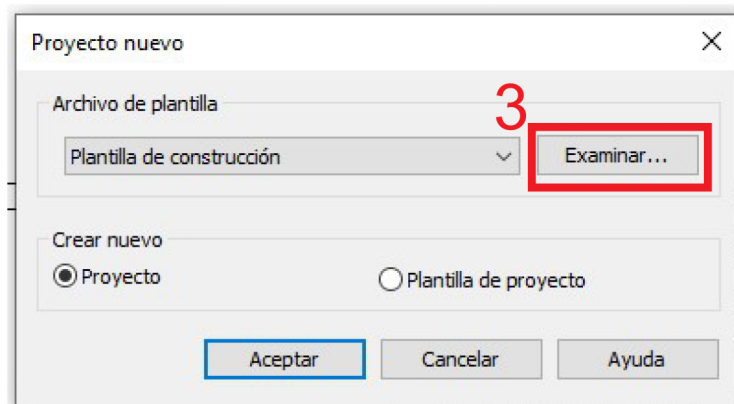 Proyecto nuevo
Archivo de plantilla
3
Plantilla de construcción
Examinar...
Crear nuevo
Proyecto
Plantilla de proyecto
Aceptar
Cancelar
Ayuda